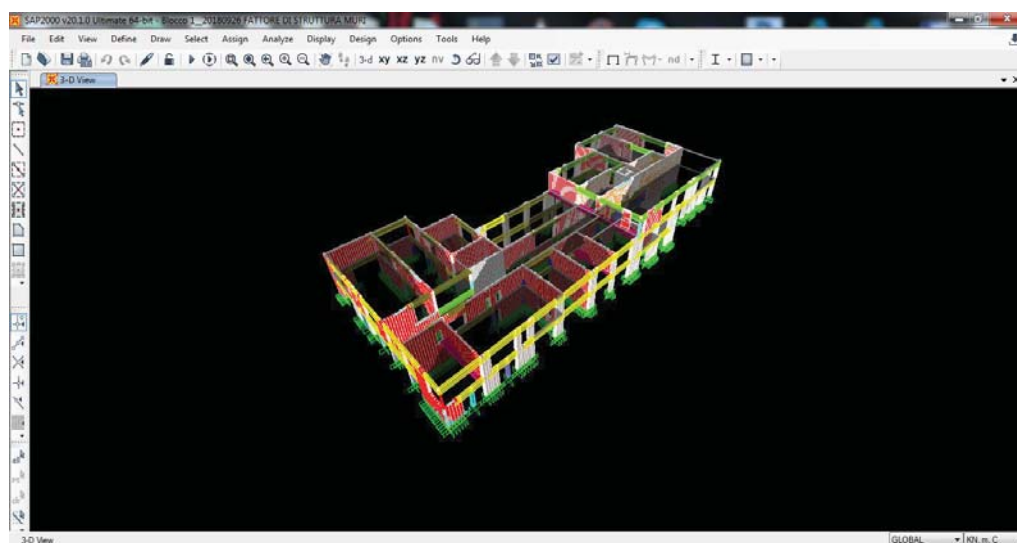 SAP2000 v20.1.0 Ultimate 64-bit - Blocco 1_20180926 FATTORE DI STRUTTURA MURI
File Edit View Define Draw Select Assign Analyze Display Design Options Tools Help
3-d xy xz yz nv nd
3-D View
3-D View GLOBAL KN, m, C